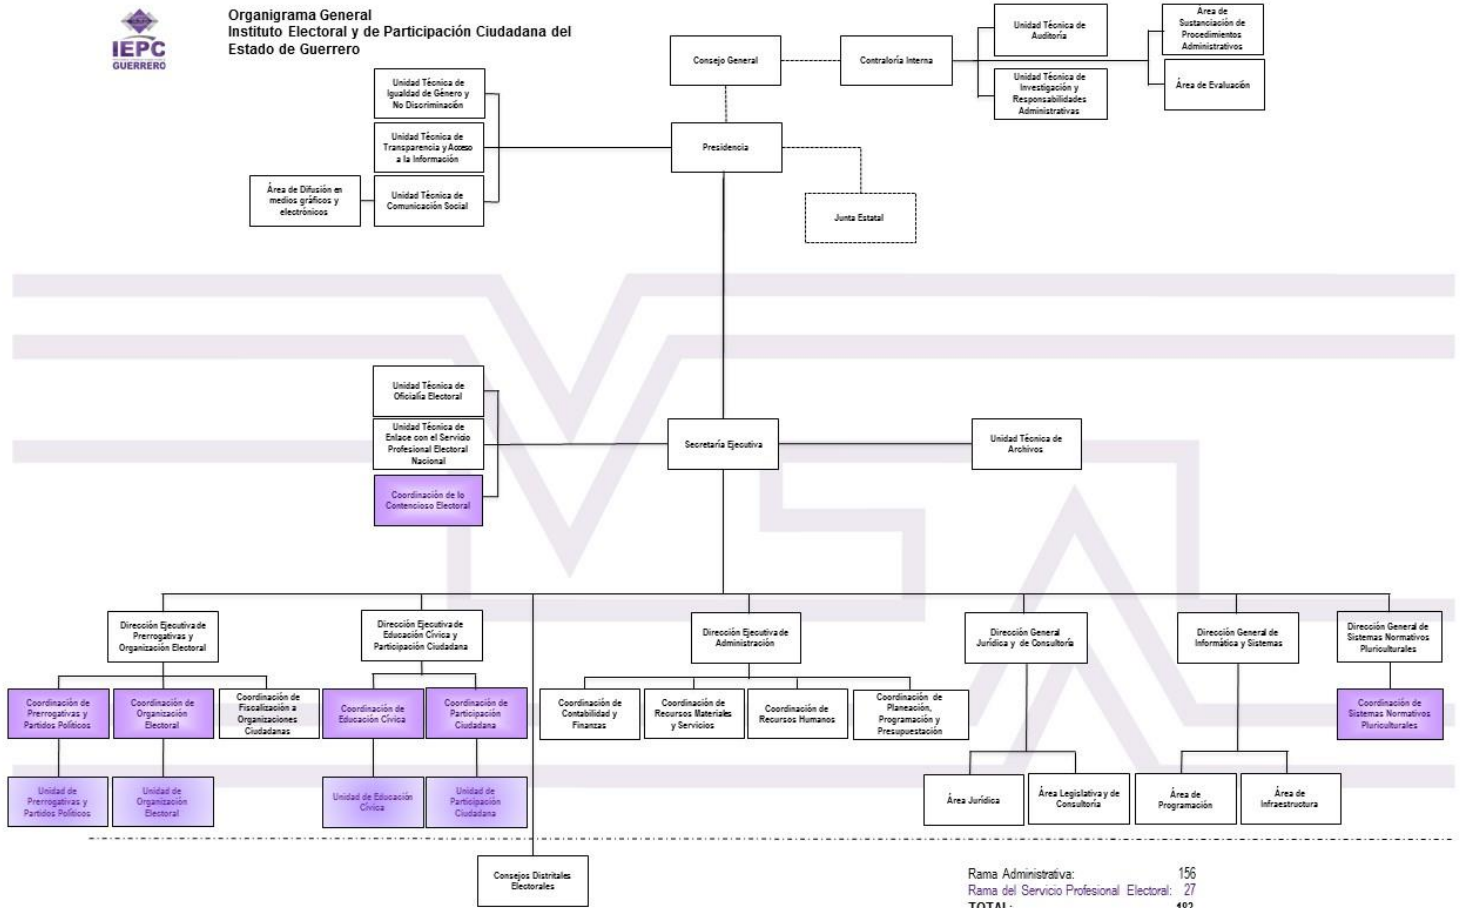 IEPC
GUERRERO
Organigrama General
Instituto Electoral y de Participación Ciudadana del
Estado de Guerrero
Consejo General
Contraloría Interna
Unidad Técnica de
Auditoría
Área de
Sustanciación de
Procedimientos
Administrativos
Unidad Técnica de
Investigación y
Responsabilidades
Administrativas
Área de Evaluación
Unidad Técnica de
Igualdad de Género y
No Discriminación
Unidad Técnica de
Transparencia y Acceso
a la Información
Presidencia
Área de Difusión en
medios gráficos y
electrónicos
Unidad Técnica de
Comunicación Social
Junta Estatal
Unidad Técnica de
Oficialía Electoral
Unidad Técnica de
Enlace con el Servicio
Profesional Electoral
Nacional
Secretaría Ejecutiva
Unidad Técnica de
Archivos
Coordinación de lo
Contencioso Electoral
Dirección Ejecutiva de
Prerrogativas y
Organización Electoral
Dirección Ejecutiva de
Educación Cívica y
Participación Ciudadana
Dirección Ejecutiva de
Administración
Dirección General
Jurídica y de Consultoría
Dirección General de
Informática y Sistemas
Dirección General de
Sistemas Normativos
Pluriculturales
Coordinación de
Prerrogativas y
Partidos Políticos
Coordinación de
Organización
Electoral
Coordinación de
Fiscalización a
Organizaciones
Ciudadanas
Coordinación de
Educación Cívica
Coordinación de
Participación
Ciudadana
Coordinación de
Contabilidad y
Finanzas
Coordinación de
Recursos Materiales
y Servicios
Coordinación de
Recursos Humanos
Coordinación de
Planeación,
Programación y
Presupuestación
Coordinación de
Sistemas Normativos
Pluriculturales
Unidad de
Prerrogativas y
Partidos Políticos
Unidad de
Organización
Electoral
Unidad de Educación
Cívica
Unidad de
Participación
Ciudadana
Área Jurídica
Área Legislativa y de
Consultoría
Área de
Programación
Área de
Infraestructura
Consejos Distritales
Electorales
Rama Administrativa: 156
Rama del Servicio Profesional Electoral: 27
TOTAL: 183